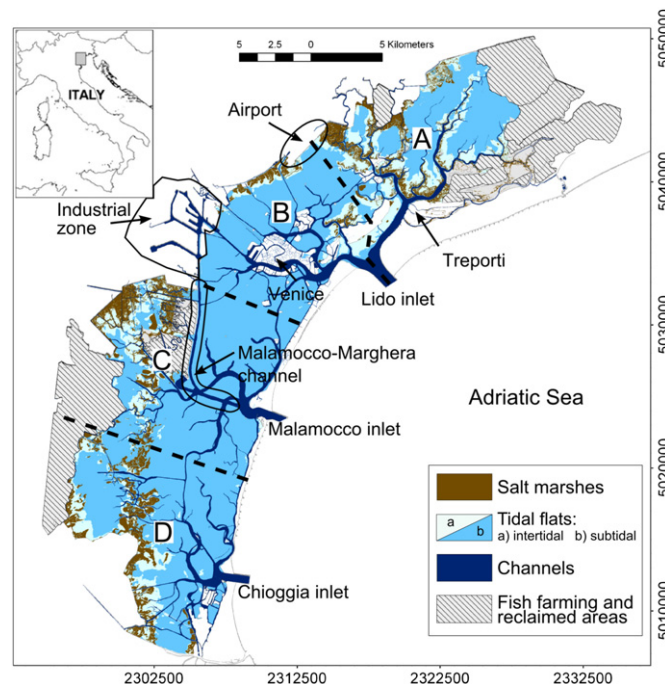 ITALY
5 2.5 0 5 Kilometers
5050000
Airport
A
5040000
Industrial
zone
B
Treporti
Venice
Lido inlet
5030000
C
Malamocco-Marghera
channel
Adriatic Sea
Malamocco inlet
5020000
Salt marshes
a
b
Tidal flats:
a) intertidal b) subtidal
D
Channels
Chioggia inlet
Fish farming and
reclaimed areas
5010000
2302500 2312500 2322500 2332500